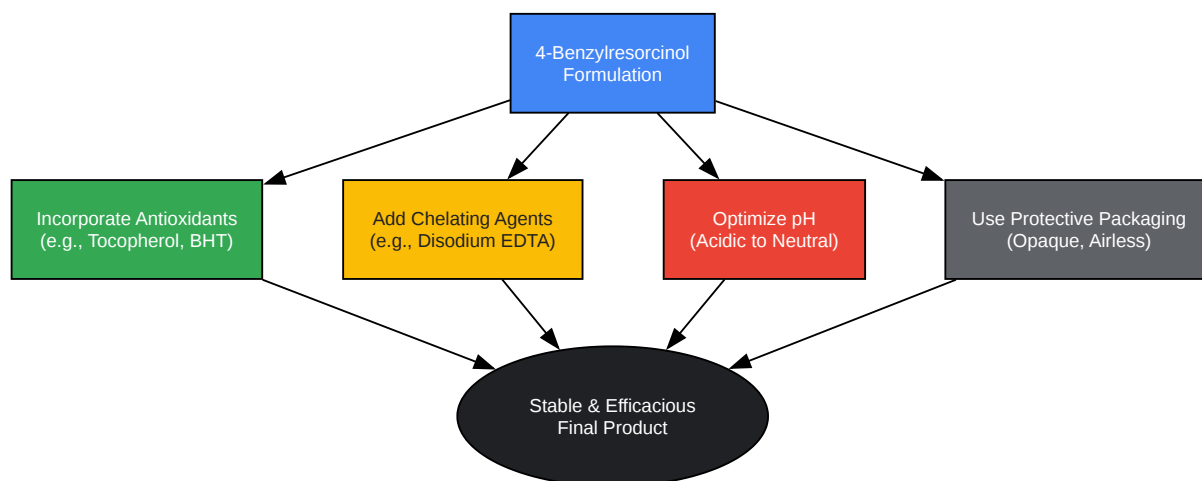 4-Benzylresorcinol
Formulation
Incorporate Antioxidants
(e.g., Tocopherol, BHT)
Add Chelating Agents
(e.g., Disodium EDTA)
Optimize pH
(Acidic to Neutral)
Use Protective Packaging
(Opaque, Airless)
Stable & Efficacious
Final Product